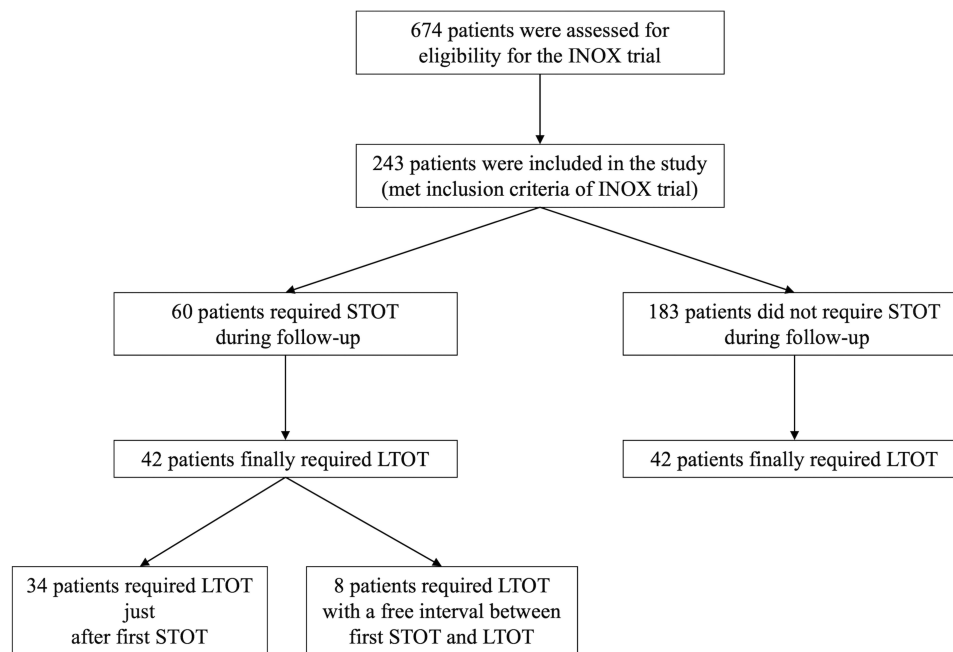 674 patients were assessed for
eligibility for the INOX trial
243 patients were included in the study
(met inclusion criteria of INOX trial)
60 patients required STOT
during follow-up
183 patients did not require STOT
during follow-up
42 patients finally required LTOT
42 patients finally required LTOT
34 patients required LTOT
just
after first STOT
8 patients required LTOT
with a free interval between
first STOT and LTOT